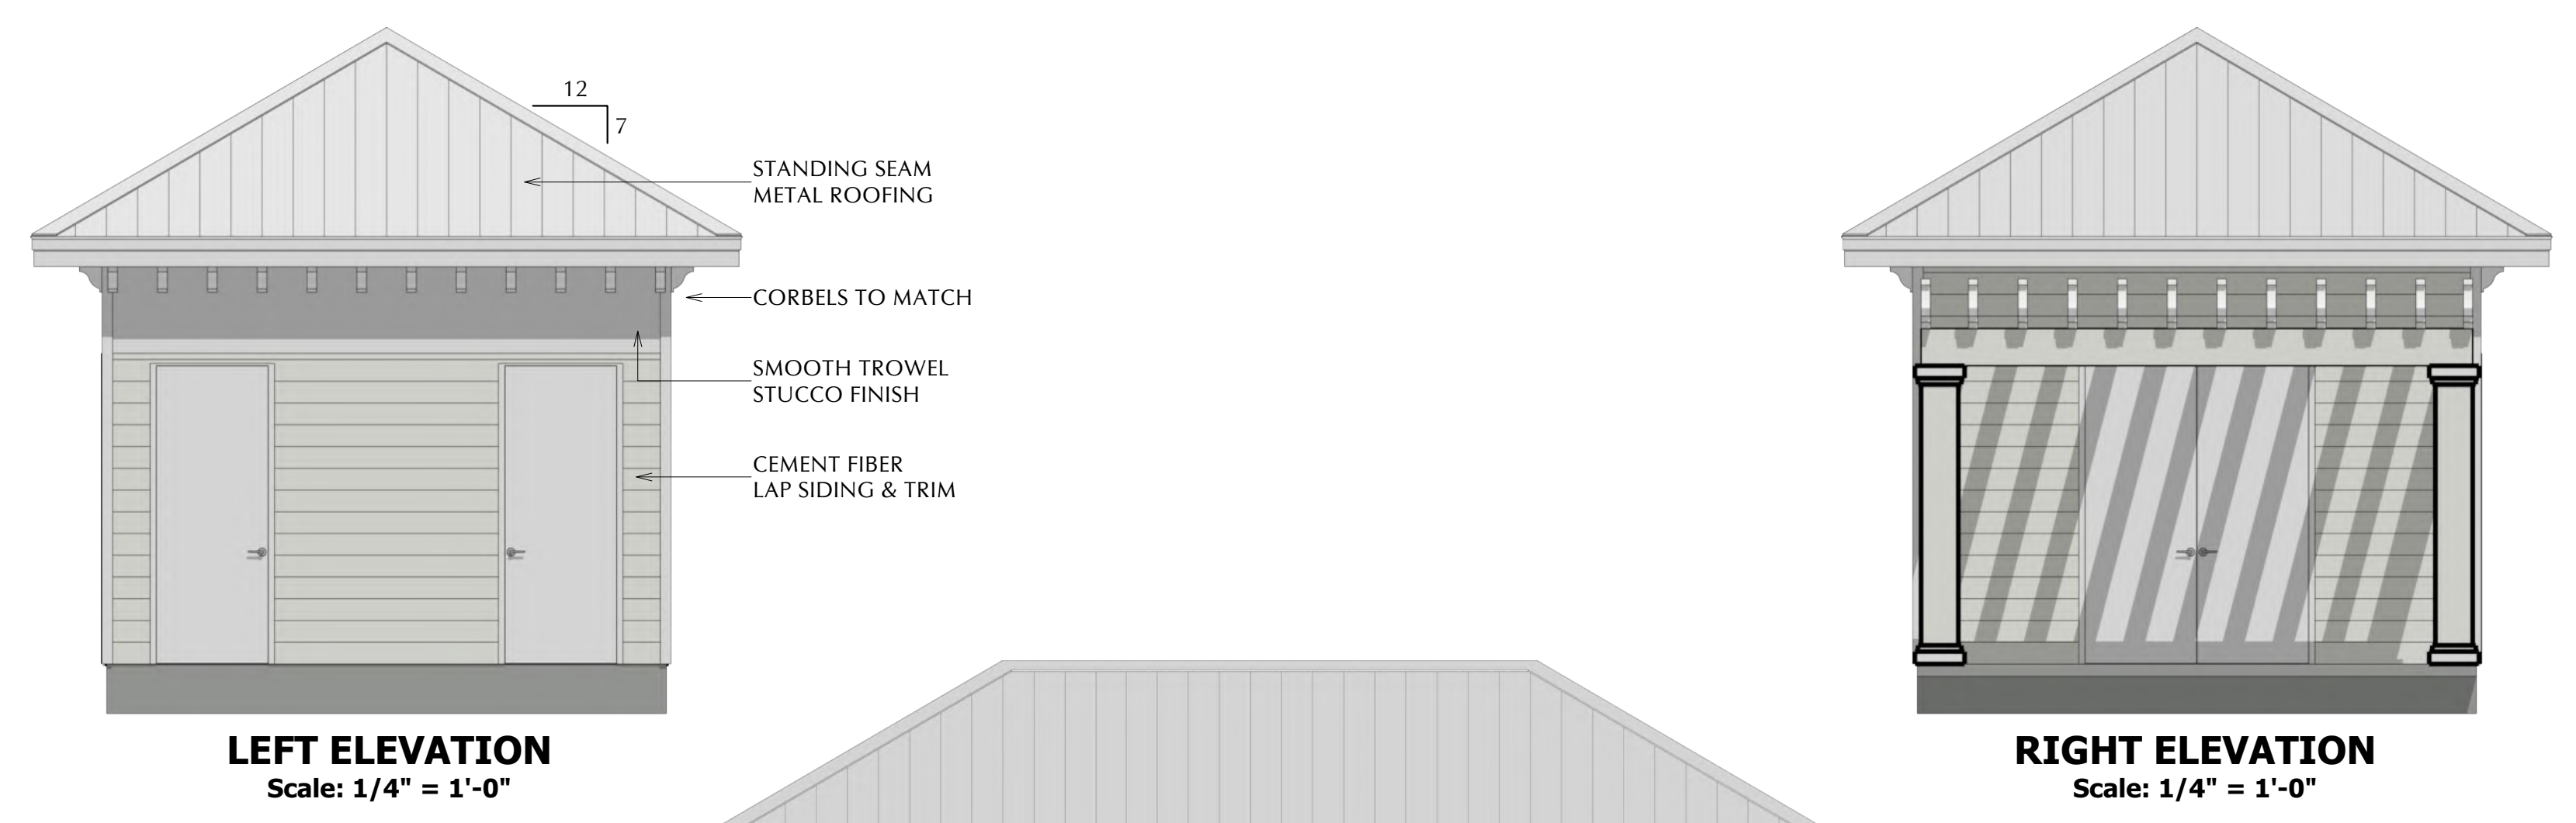 12
7
STANDING SEAM
METAL ROOFING
CORBELS TO MATCH
SMOOTH TROWEL
STUCCO FINISH
CEMENT FIBER
LAP SIDING & TRIM
LEFT ELEVATION
Scale: 1/4" = 1'-0"
RIGHT ELEVATION
Scale: 1/4" = 1'-0"